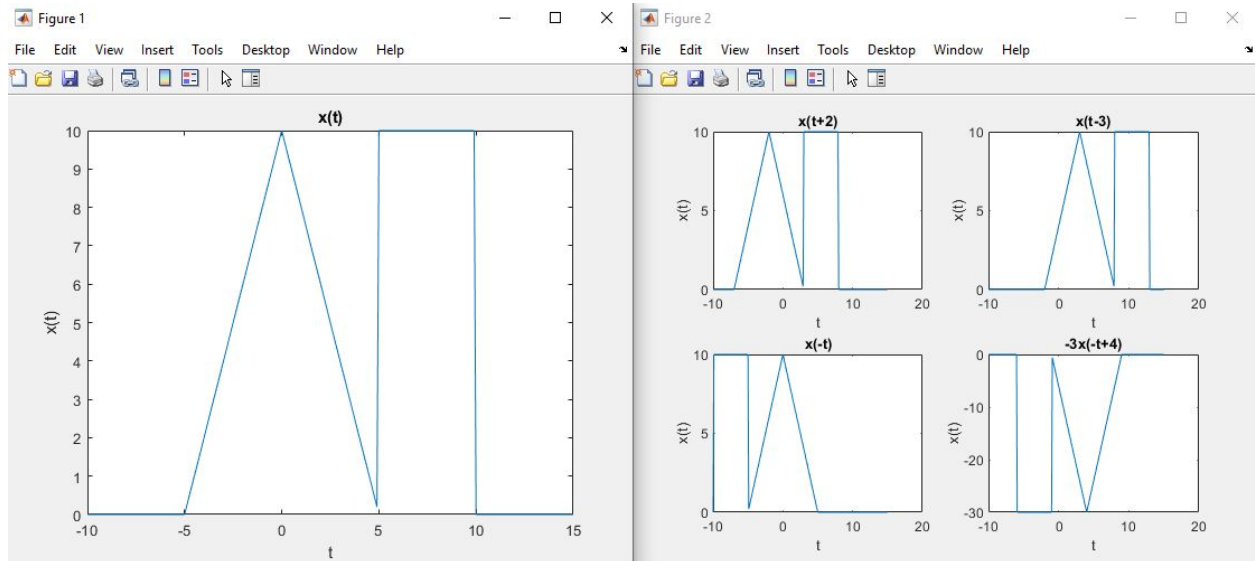 Figure 1
File Edit View Insert Tools Desktop Window Help
x(t)
10
9
8
7
6
5
4
3
2
1
0
x(t)
-10 -5 0 5 10 15
t
Figure 2
File Edit View Insert Tools Desktop Window Help
x(t+2)
10
5
0
x(t)
-10 0 10 20
t
x(t-3)
10
5
0
x(t)
-10 0 10 20
t
x(-t)
10
5
0
x(t)
-10 0 10 20
t
-3x(-t+4)
0
-10
-20
-30
x(t)
-10 0 10 20
t